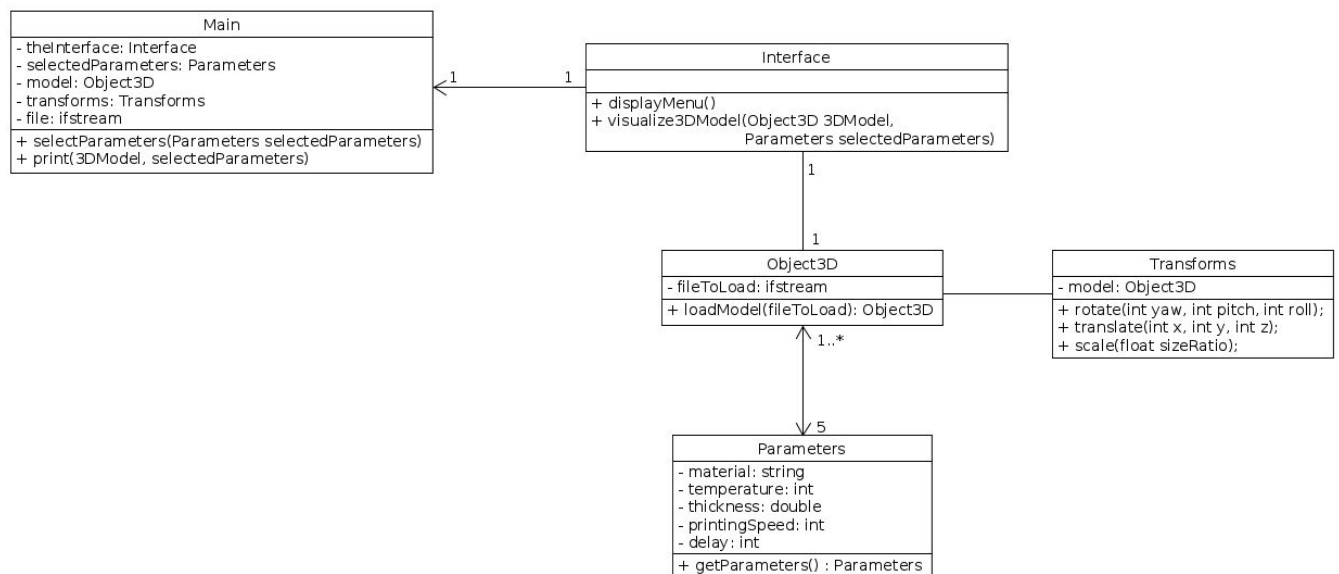 Main
- theInterface: Interface
- selectedParameters: Parameters
- model: Object3D
- transforms: Transforms
- file: ifstream
+ selectParameters(Parameters selectedParameters)
+ print(3DModel, selectedParameters)
1
1
Interface
+ displayMenu()
+ visualize3DModel(Object3D 3DModel,
Parameters selectedParameters)
1
1
Object3D
- fileToLoad: ifstream
+ loadModel(fileToLoad): Object3D
Transforms
- model: Object3D
+ rotate(int yaw, int pitch, int roll);
+ translate(int x, int y, int z);
+ scale(float sizeRatio);
1..*
5
Parameters
- material: string
- temperature: int
- thickness: double
- printingSpeed: int
- delay: int
+ getParameters() : Parameters